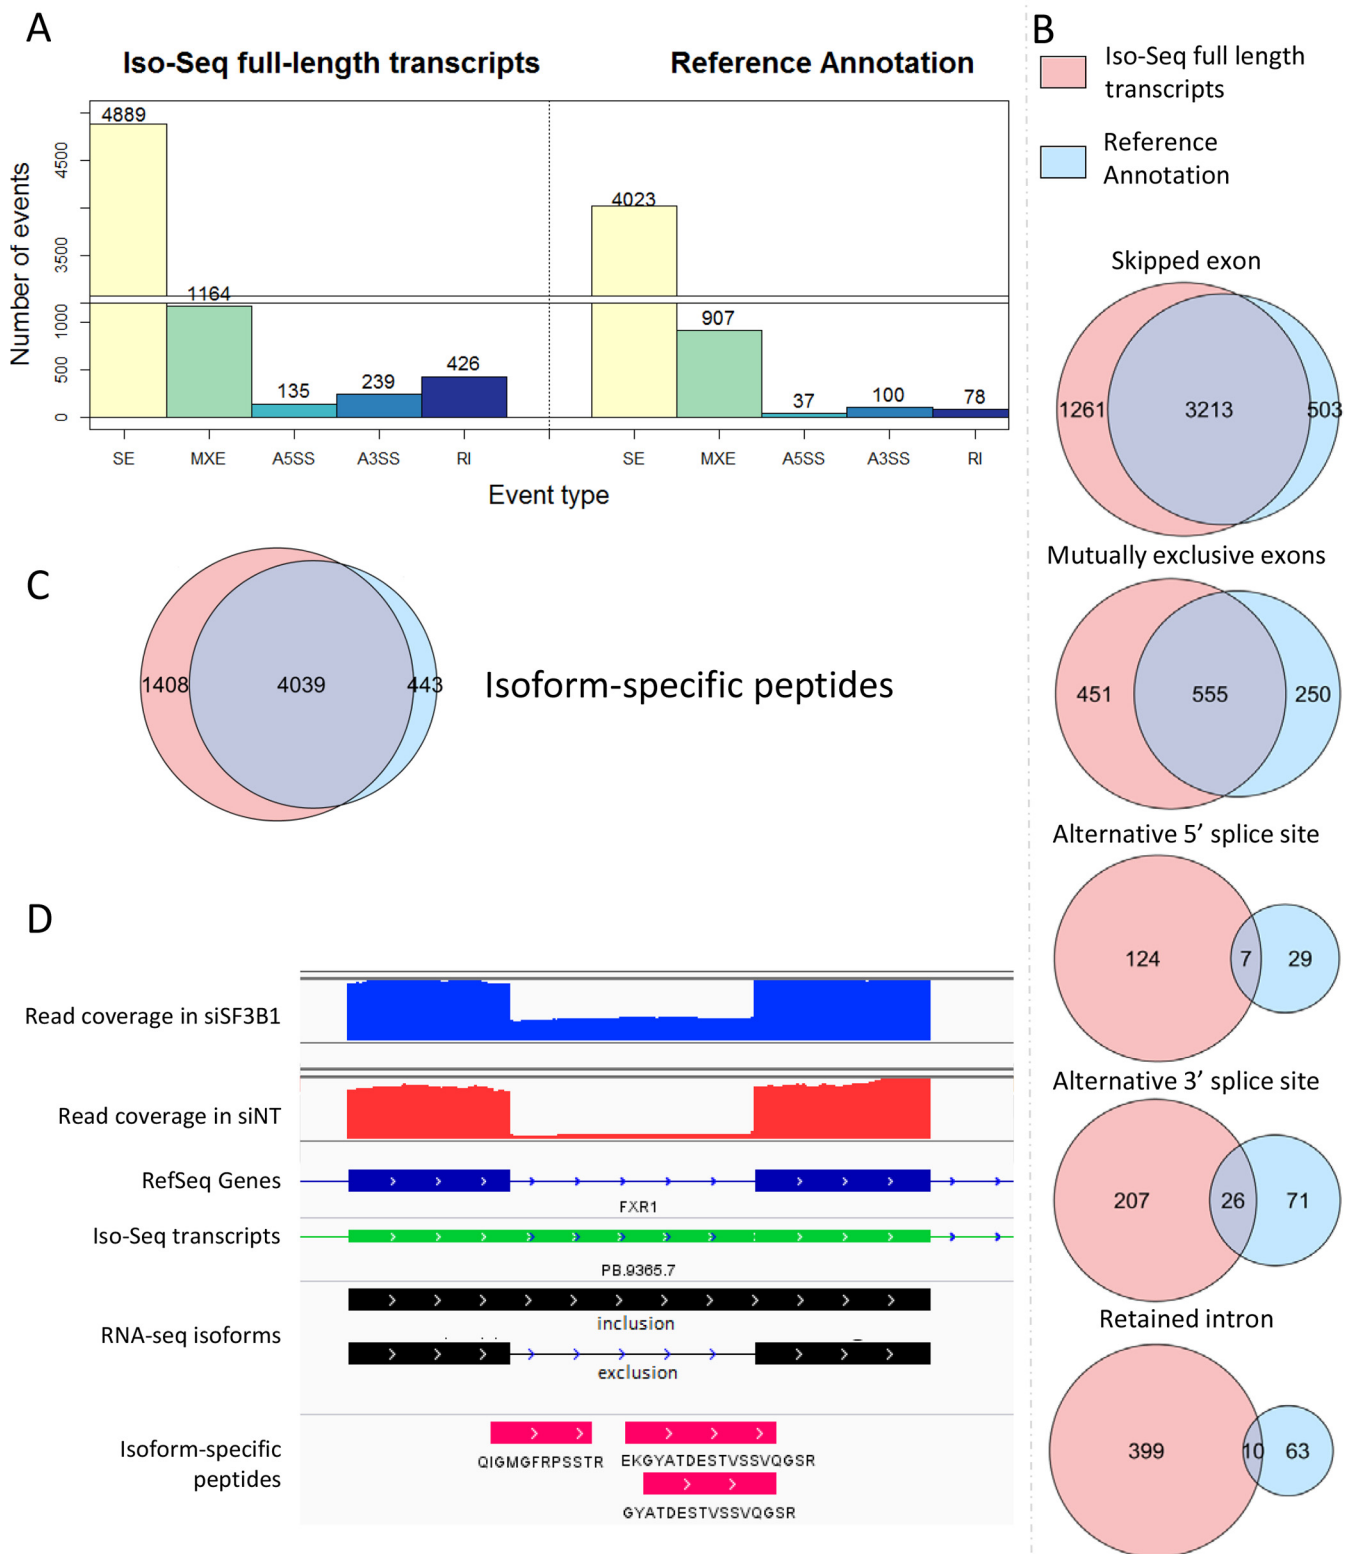 A
Iso-Seq full-length transcripts
Reference Annotation
Number of events
4500
3500
1000
500
0
4889
1164
135
239
426
4023
907
37
100
78
SE
MXE
A5SS
A3SS
RI
SE
MXE
A5SS
A3SS
RI
Event type
B
Iso-Seq full length
transcripts
Reference
Annotation
Skipped exon
1261
3213
503
Mutually exclusive exons
451
555
250
Alternative 5’ splice site
124
7
29
Alternative 3’ splice site
207
26
71
Retained intron
399
10
63
C
1408
4039
443
Isoform-specific peptides
D
Read coverage in siSF3B1
Read coverage in siNT
RefSeq Genes
FXR1
Iso-Seq transcripts
PB.9365.7
RNA-seq isoforms
inclusion
exclusion
Isoform-specific
peptides
QIGMGFRPSSTR
EKGYATDESTVSSVQGSR
GYATDESTVSSVQGSR